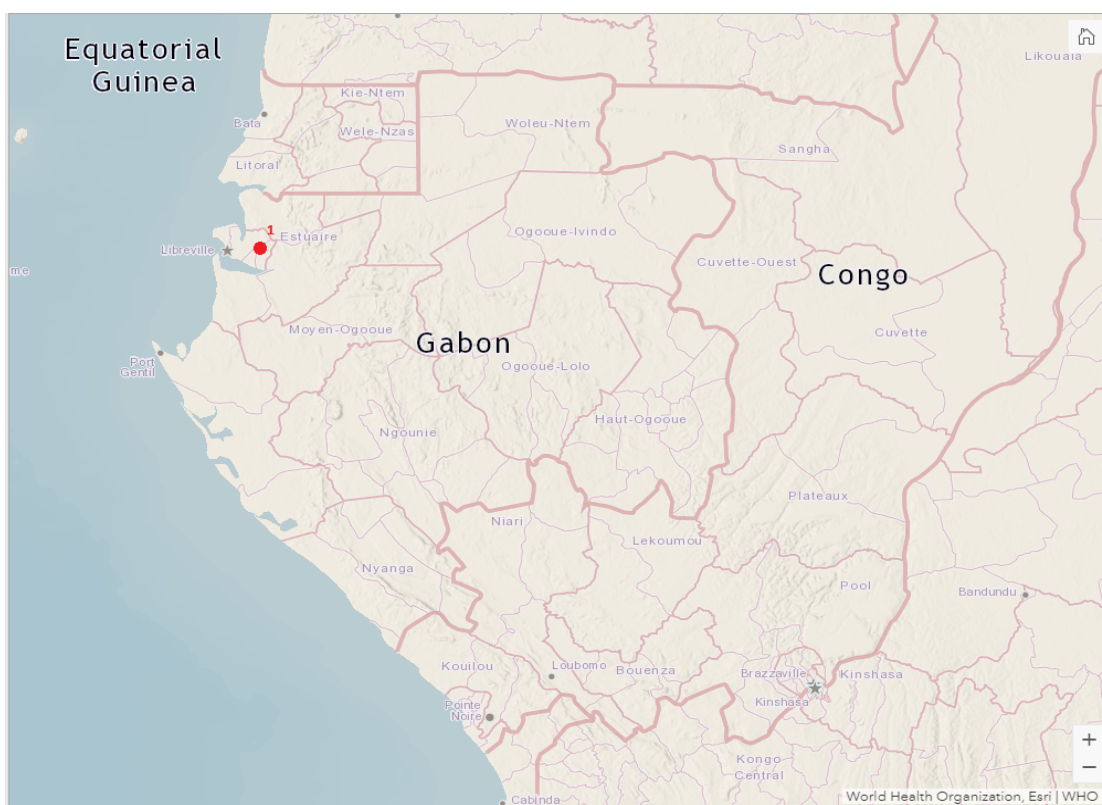 Equatorial
Guinea
Likouala
Kie-Ntem
Bata
Wele-Nzas
Woleu-Ntem
Sangha
Litoral
1
Estuaire
Libreville
Ogooue-Ivindo
me
Cuvette-Ouest
Congo
Moyen-Ogooue
Cuvette
Gabon
Port
Gentil
Ogooue-Lolo
Haut-Ogooue
Ngounie
Plateaux
Niari
Lekoumou
Nyanga
Pool
Bandundu
Kouilou
Loubomo
Bouenza
Brazzaville
Kinshasa
Pointe
Noire
Kinshasa
+
−
Kongo
Central
Cabinda
World Health Organization, Esri | WHO